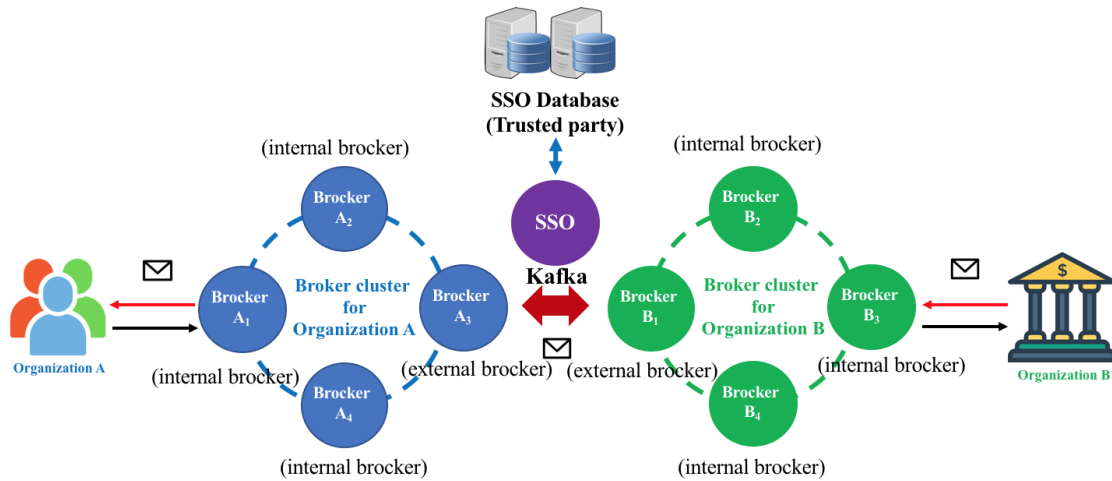 SSO Database
(Trusted party)
(internal brocker)
(internal brocker)
Brocker
A₂
SSO
Brocker
B₂
Kafka
Brocker
A₁
Broker cluster
for
Organization A
Brocker
A₃
Brocker
B₁
Broker cluster
for
Organization B
Brocker
B₃
$
Organization A
(internal brocker)
(external brocker)
(external brocker)
(internal brocker)
Organization B
Brocker
A₄
Brocker
B₄
(internal brocker)
(internal brocker)